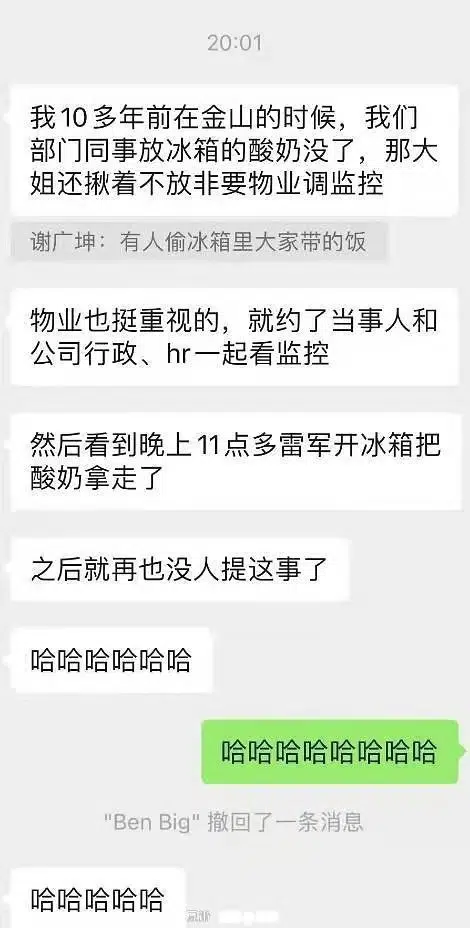 20:01
我10多年前在金山的时候，我们
部门同事放冰箱的酸奶没了，那大
姐还揪着不放非要物业调监控
谢广坤：有人偷冰箱里大家带的饭
物业也挺重视的，就约了当事人和
公司行政、hr一起看监控
然后看到晚上11点多雷军开冰箱把
酸奶拿走了
之后就再也没人提这事了
哈哈哈哈哈哈
哈哈哈哈哈哈哈哈
"Ben Big" 撤回了一条消息
哈哈哈哈哈